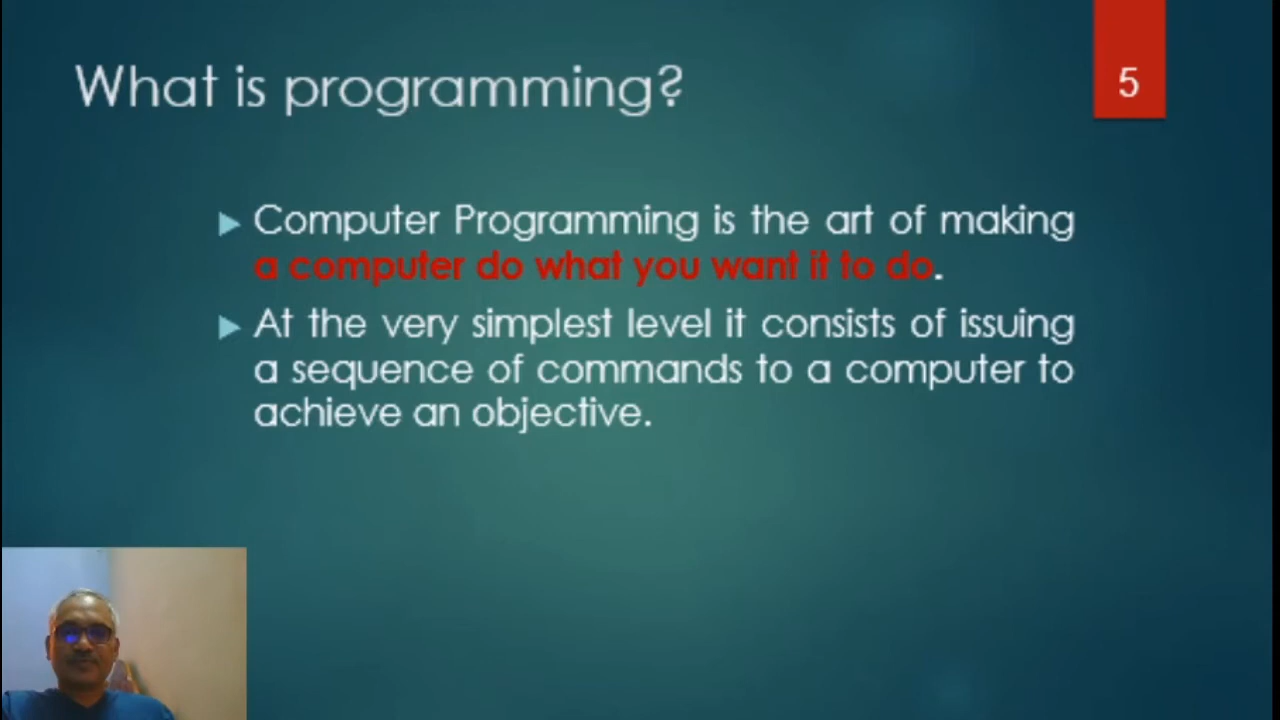 What is programming?
5
Computer Programming is the art of making
a computer do what you want it to do.
At the very simplest level it consists of issuing
a sequence of commands to a computer to
achieve an objective.